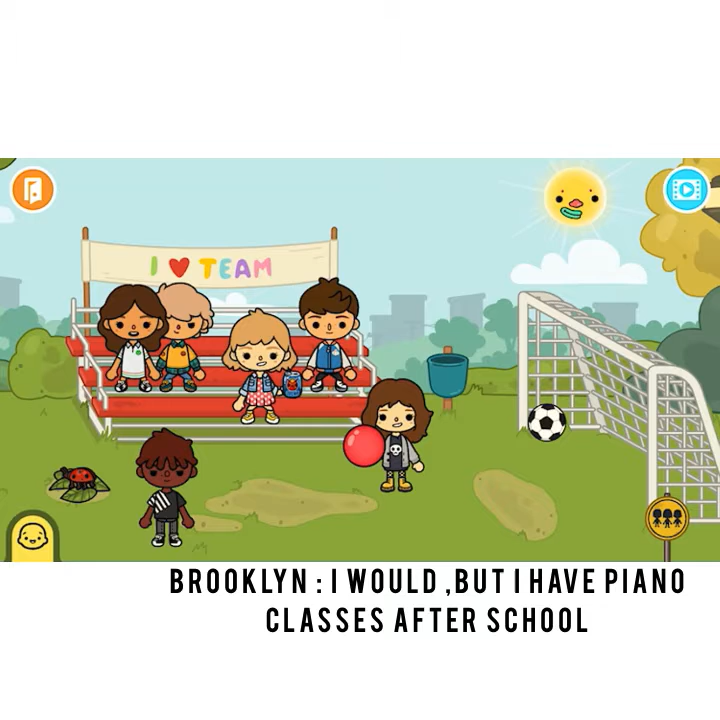 I ❤ TEAM
BROOKLYN : I WOULD ,BUT I HAVE PIANO
CLASSES AFTER SCHOOL